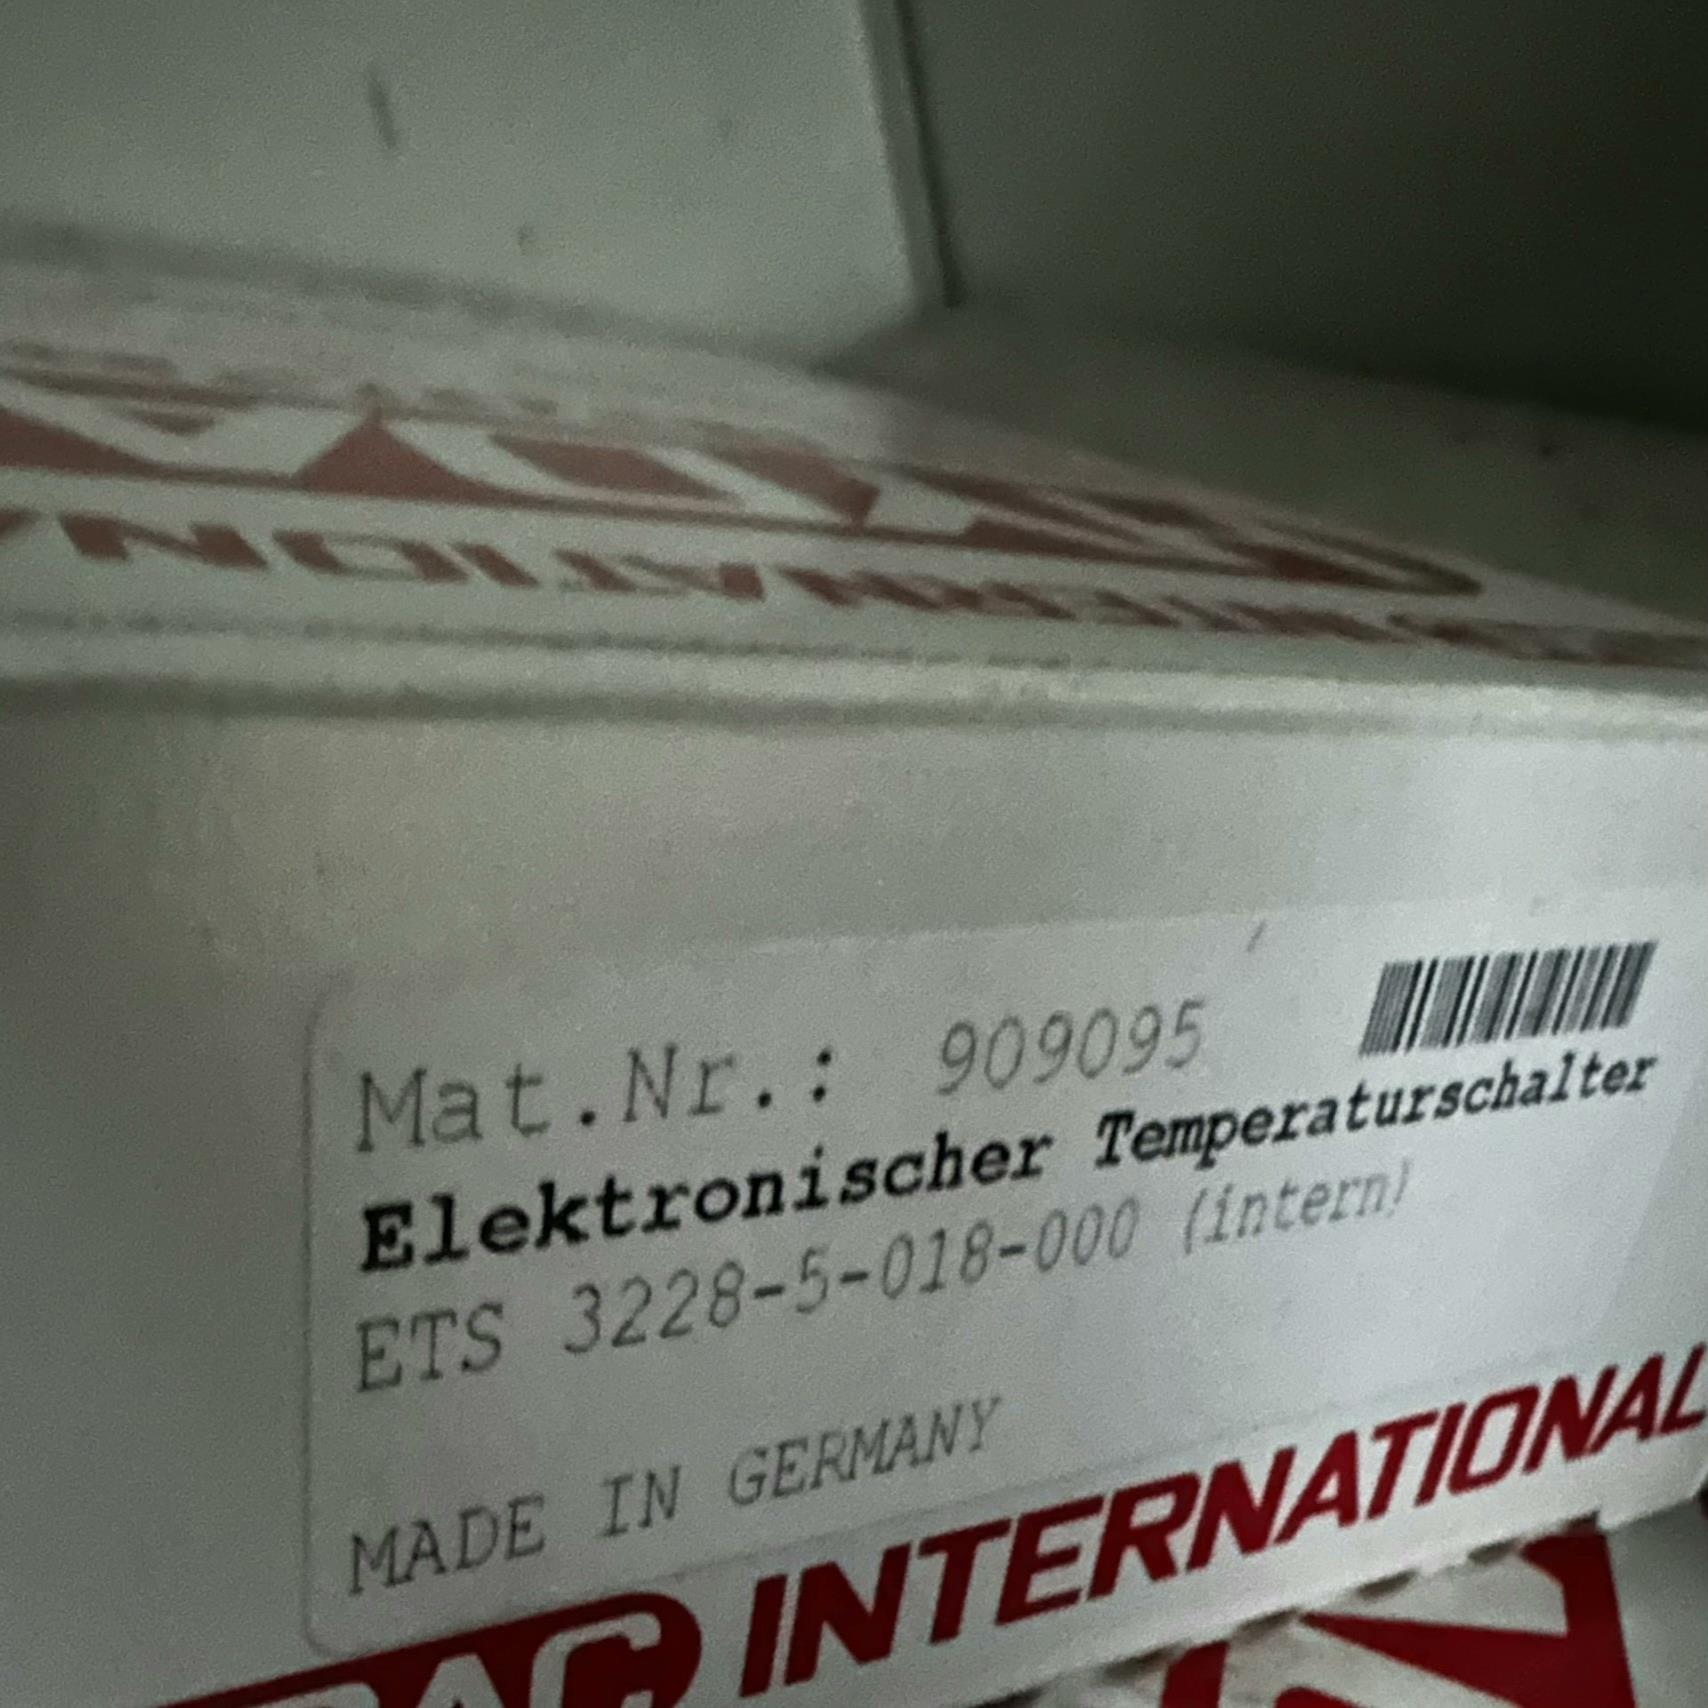 Mat.Nr.: 909095
Elektronischer Temperaturschalter
ETS 3228-5-018-000 (intern)
MADE IN GERMANY
INTERNATIONAL